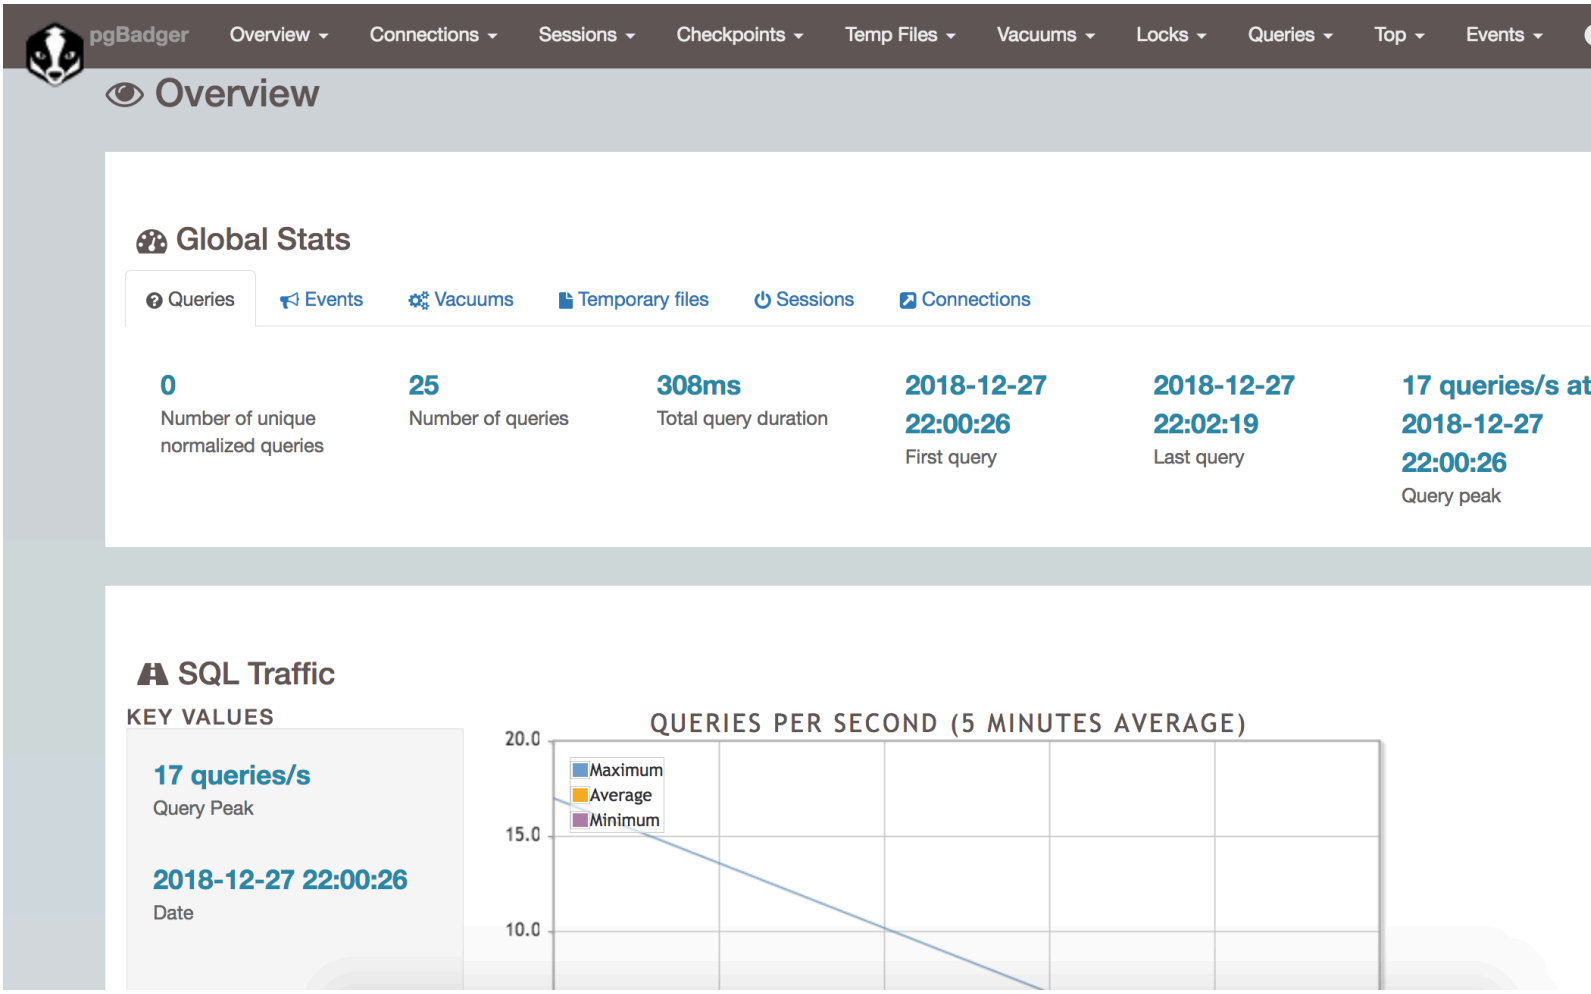 pgBadger Overview Connections Sessions Checkpoints Temp Files Vacuums Locks Queries Top Events
Overview
Global Stats
Queries Events Vacuums Temporary files Sessions Connections
0
Number of unique
normalized queries
25
Number of queries
308ms
Total query duration
2018-12-27
22:00:26
First query
2018-12-27
22:02:19
Last query
17 queries/s at
2018-12-27
22:00:26
Query peak
SQL Traffic
KEY VALUES
17 queries/s
Query Peak
2018-12-27 22:00:26
Date
QUERIES PER SECOND (5 MINUTES AVERAGE)
20.0
Maximum
Average
Minimum
15.0
10.0